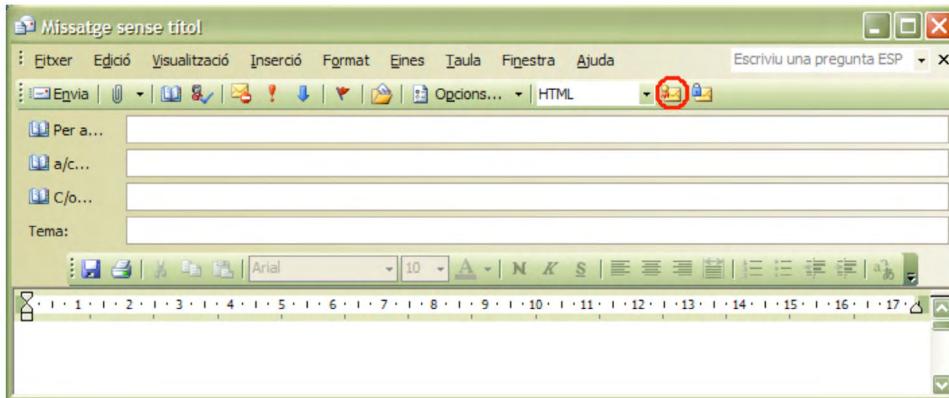 Missatge sense títol
Fitxer Edició Visualització Inserció Format Eines Taula Finestra Ajuda Escriviu una pregunta ESP
Envia Opcions... HTML
Per a...
a/c...
C/o...
Tema:
Arial 10 A N K S
1 2 3 4 5 6 7 8 9 10 11 12 13 14 15 16 17